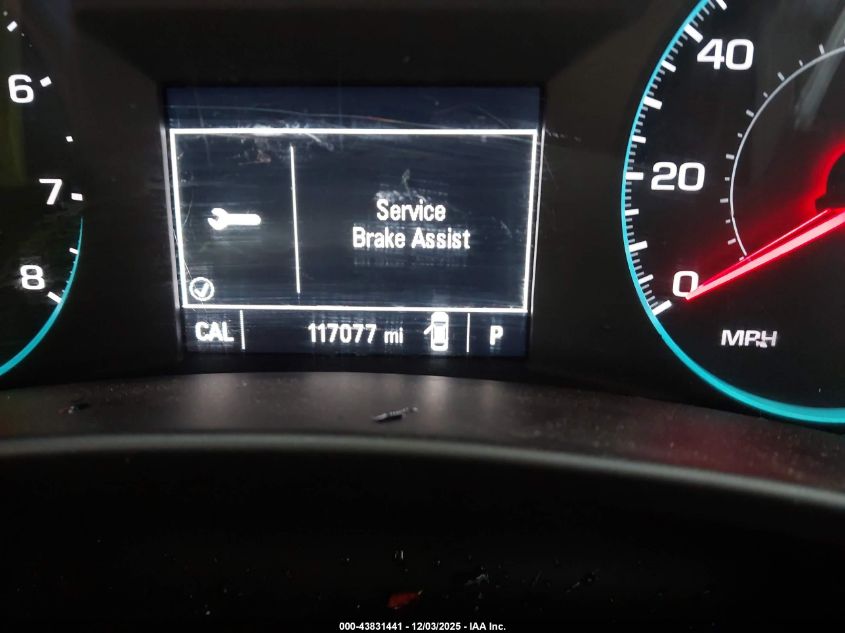 6
7
8
Service
Brake Assist
CAL 117077 mi P
40
20
0
MPH
000-43831441 - 12/03/2025 - IAA Inc.